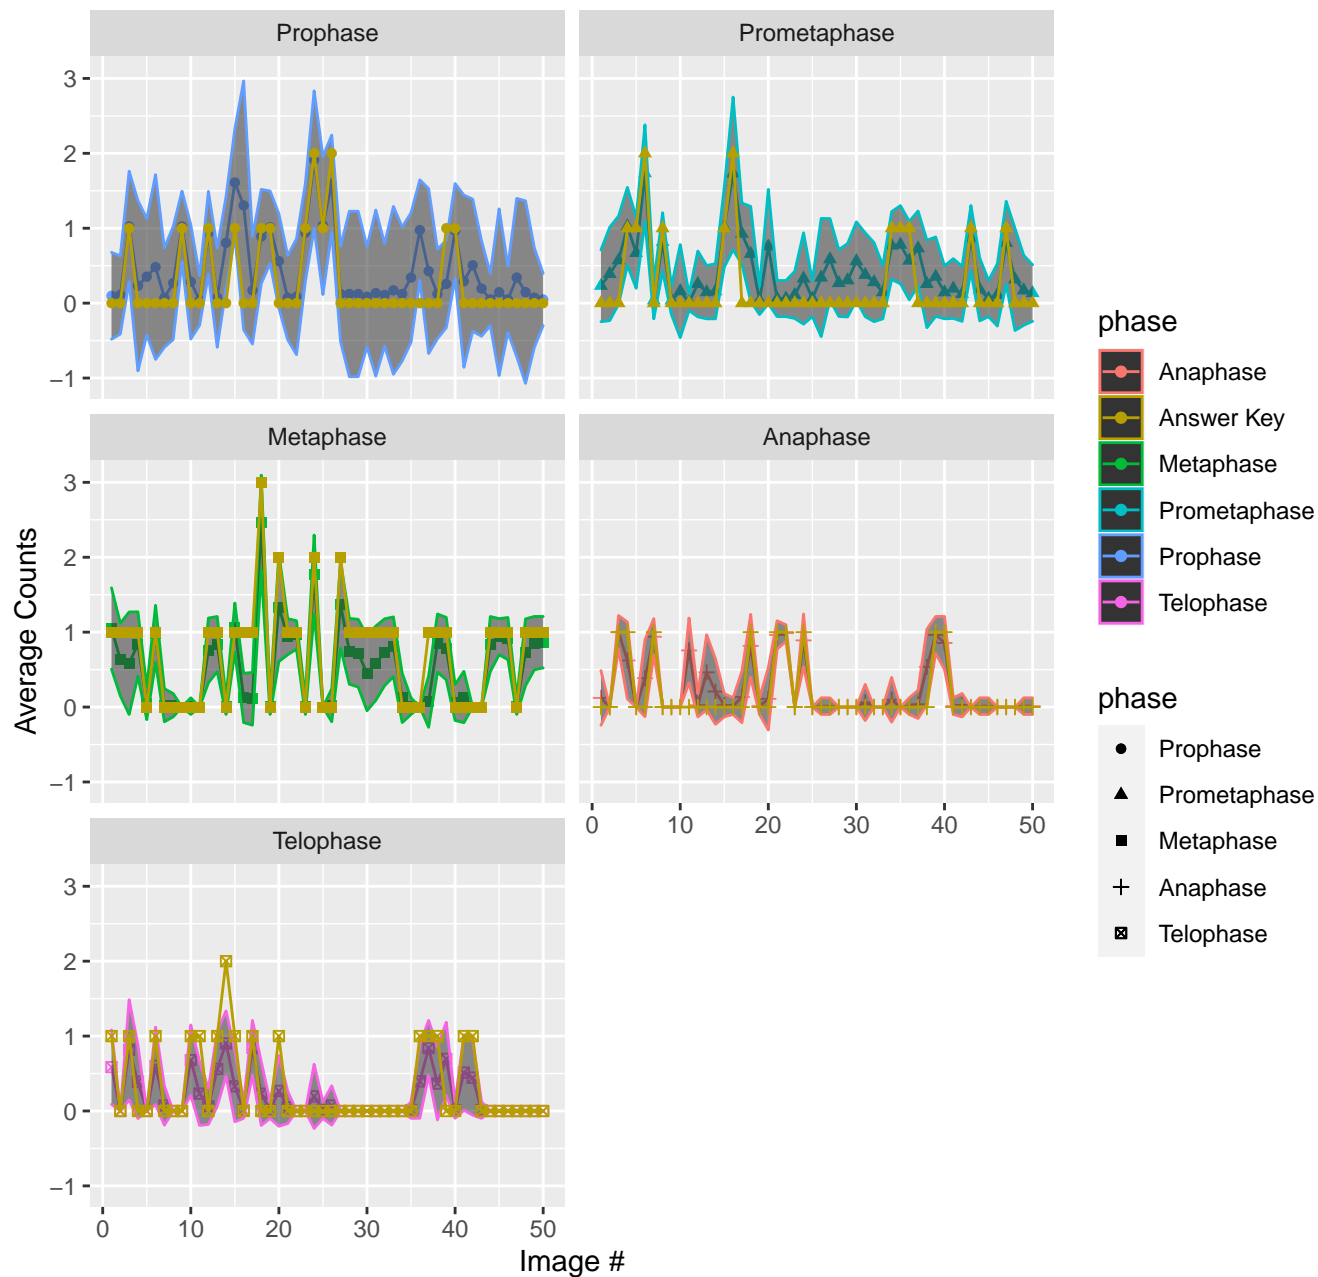 Prophase
Prometaphase
3
2
1
0
−1
Metaphase
Anaphase
3
2
1
0
−1
0 10 20 30 40 50
Telophase
3
2
1
0
−1
0 10 20 30 40 50
Image #
Average Counts
phase
Anaphase
Answer Key
Metaphase
Prometaphase
Prophase
Telophase
phase
Prophase
Prometaphase
Metaphase
Anaphase
Telophase